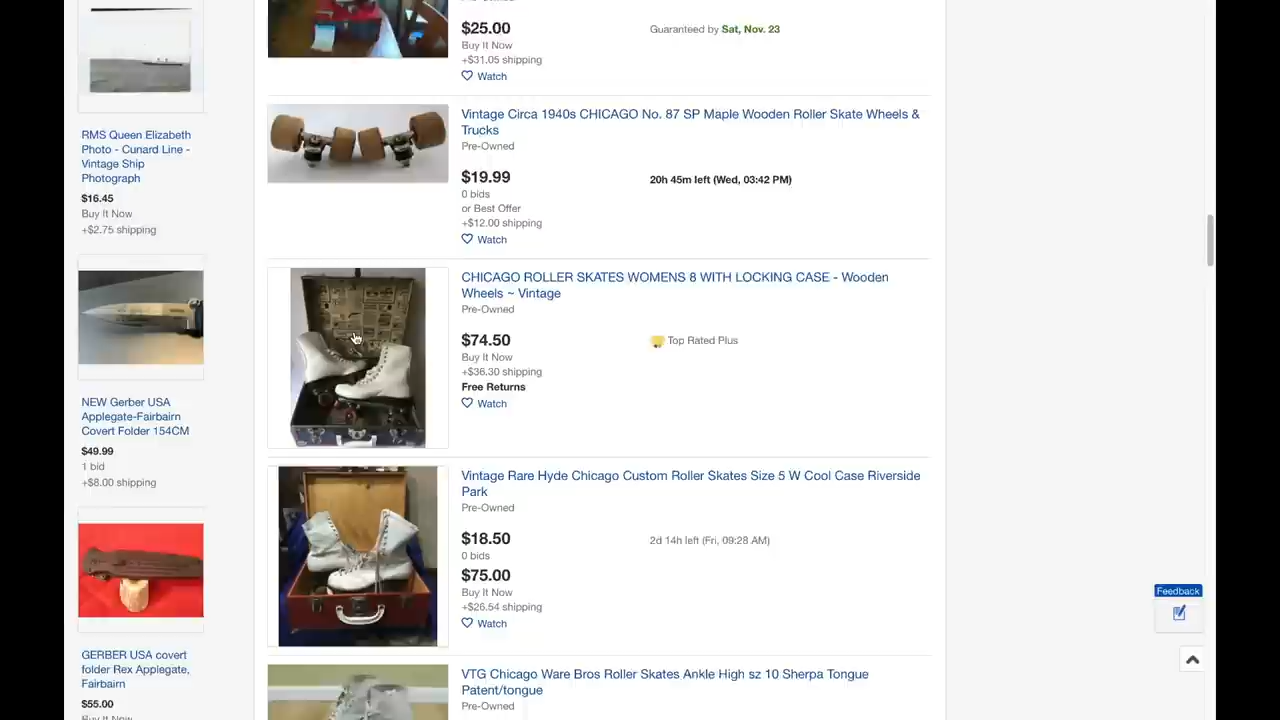 $25.00
Guaranteed by Sat, Nov. 23
Buy It Now
+$31.05 shipping
Watch
Vintage Circa 1940s CHICAGO No. 87 SP Maple Wooden Roller Skate Wheels &
Trucks
Pre-Owned
$19.99
20h 45m left (Wed, 03:42 PM)
0 bids
or Best Offer
+$12.00 shipping
Watch
CHICAGO ROLLER SKATES WOMENS 8 WITH LOCKING CASE - Wooden
Wheels ~ Vintage
Pre-Owned
$74.50
Top Rated Plus
Buy It Now
+$36.30 shipping
Free Returns
Watch
Vintage Rare Hyde Chicago Custom Roller Skates Size 5 W Cool Case Riverside
Park
Pre-Owned
$18.50
2d 14h left (Fri, 09:28 AM)
0 bids
$75.00
Buy It Now
+$26.54 shipping
Watch
VTG Chicago Ware Bros Roller Skates Ankle High sz 10 Sherpa Tongue
Patent/tongue
Pre-Owned
RMS Queen Elizabeth
Photo - Cunard Line -
Vintage Ship
Photograph
$16.45
Buy It Now
+$2.75 shipping
NEW Gerber USA
Applegate-Fairbairn
Covert Folder 154CM
$49.99
1 bid
+$8.00 shipping
GERBER USA covert
folder Rex Applegate,
Fairbairn
$55.00
Buy It Now
Feedback